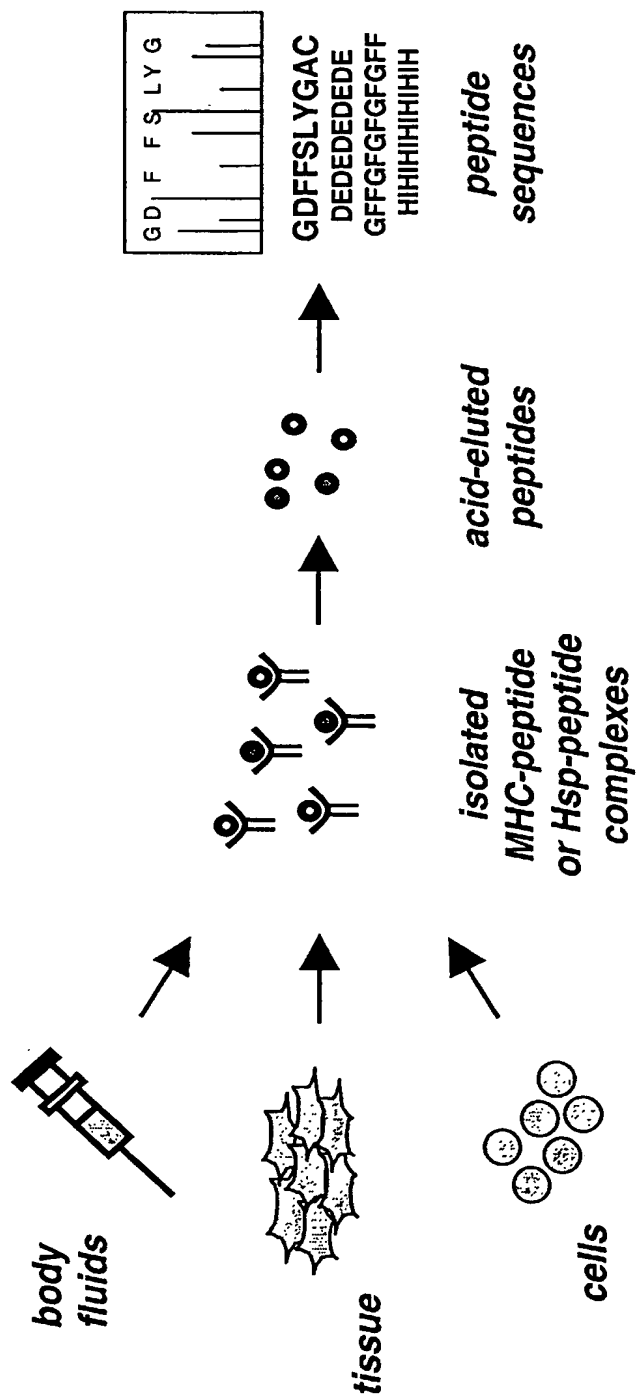 body
fluids
tissue
cells
isolated
MHC-peptide
or Hsp-peptide
complexes
acid-eluted
peptides
G D F F S L Y G
GDFFSLYGAC
DEDEDEDEDE
GFFGFGFGFGFF
HIHIHIHIHIHIH
peptide
sequences